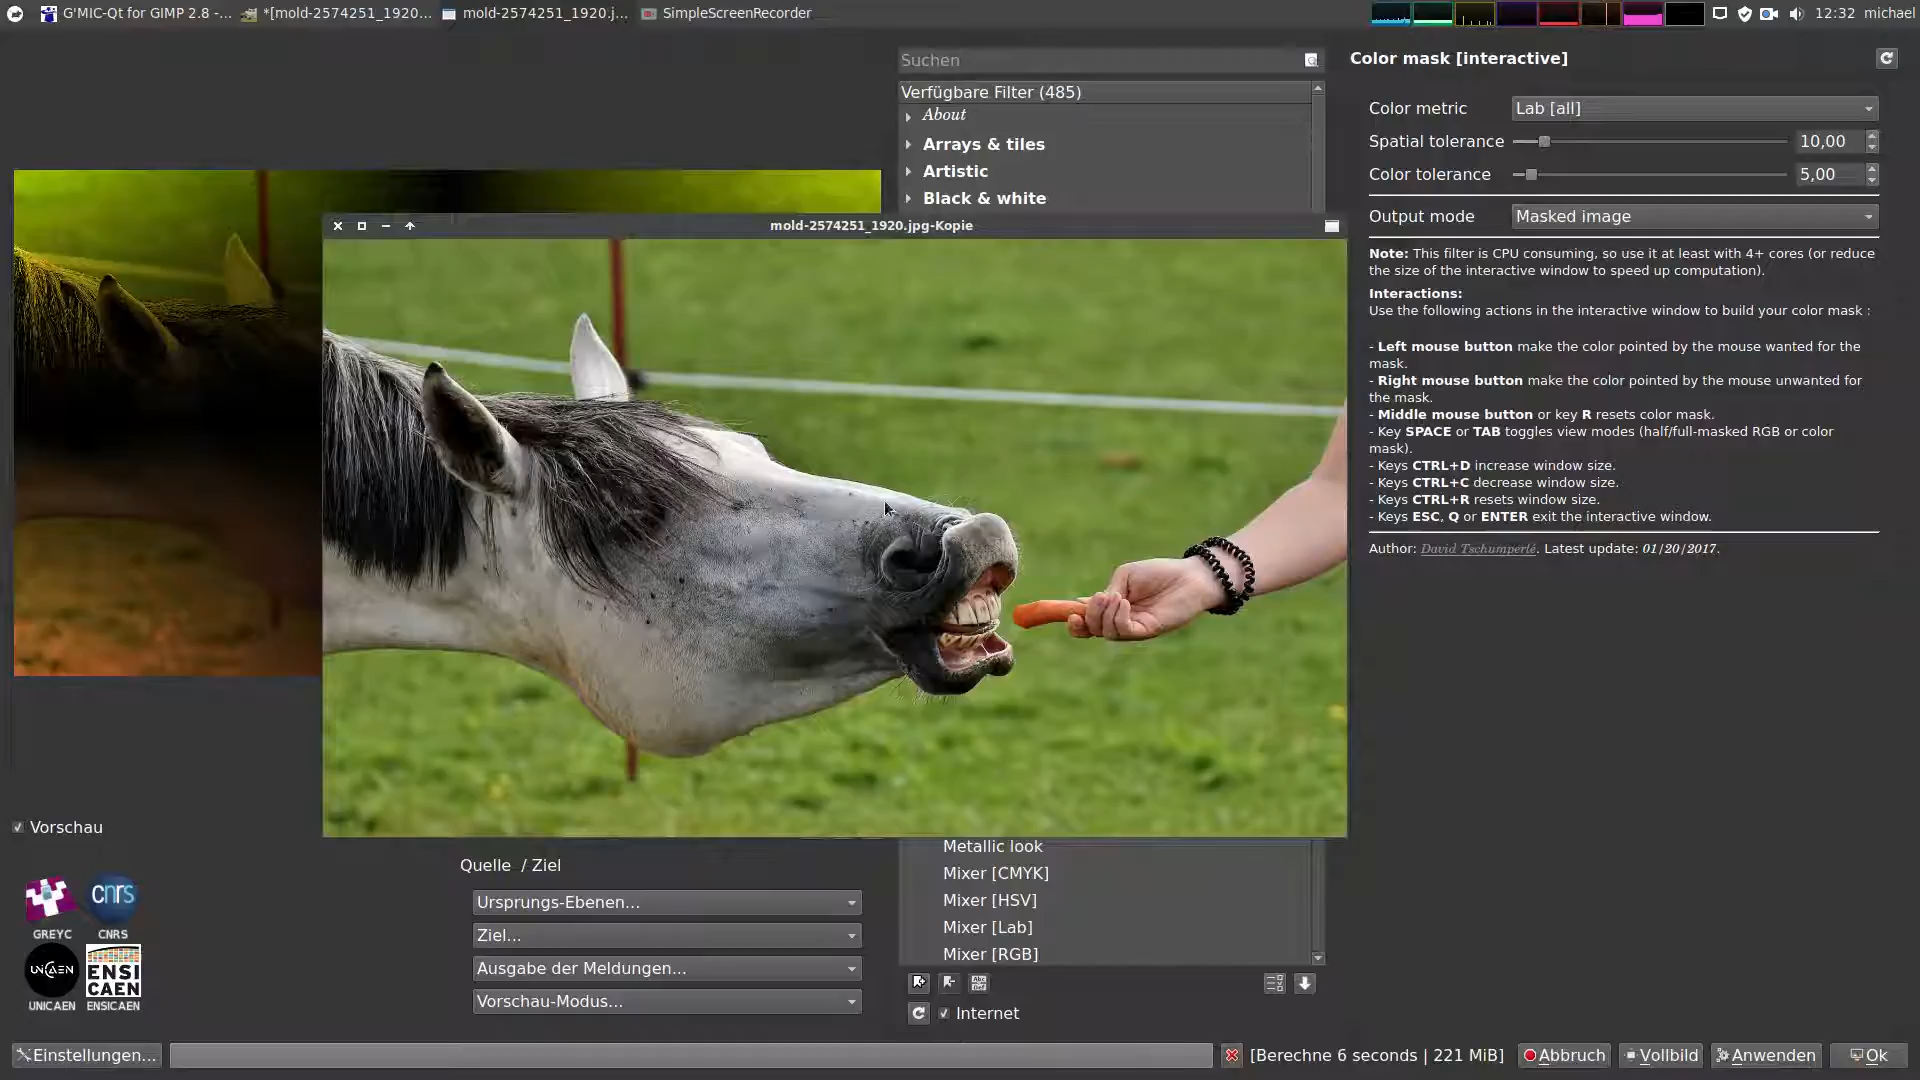 G'MIC-Qt for GIMP 2.8 -...
*[mold-2574251_1920...
mold-2574251_1920.j...
SimpleScreenRecorder
12:32 michael
Suchen
Verfügbare Filter (485)
About
Arrays & tiles
Artistic
Black & white
Color mask [interactive]
Color metric
Lab [all]
Spatial tolerance
10,00
Color tolerance
5,00
Output mode
Masked image
Note: This filter is CPU consuming, so use it at least with 4+ cores (or reduce
the size of the interactive window to speed up computation).
Interactions:
Use the following actions in the interactive window to build your color mask :
- Left mouse button make the color pointed by the mouse wanted for the
mask.
- Right mouse button make the color pointed by the mouse unwanted for
the mask.
- Middle mouse button or key R resets color mask.
- Key SPACE or TAB toggles view modes (half/full-masked RGB or color
mask).
- Keys CTRL+D increase window size.
- Keys CTRL+C decrease window size.
- Keys CTRL+R resets window size.
- Keys ESC, Q or ENTER exit the interactive window.
Author: David Tschumperlé. Latest update: 01/20/2017.
mold-2574251_1920.jpg-Kopie
Vorschau
GREYC
cnrs
CNRS
UNICAEN
UNICAEN
ENSI
CAEN
ENSICAEN
Quelle / Ziel
Ursprungs-Ebenen...
Ziel...
Ausgabe der Meldungen...
Vorschau-Modus...
Metallic look
Mixer [CMYK]
Mixer [HSV]
Mixer [Lab]
Mixer [RGB]
Internet
Einstellungen...
[Berechne 6 seconds | 221 MiB]
Abbruch
Vollbild
Anwenden
Ok